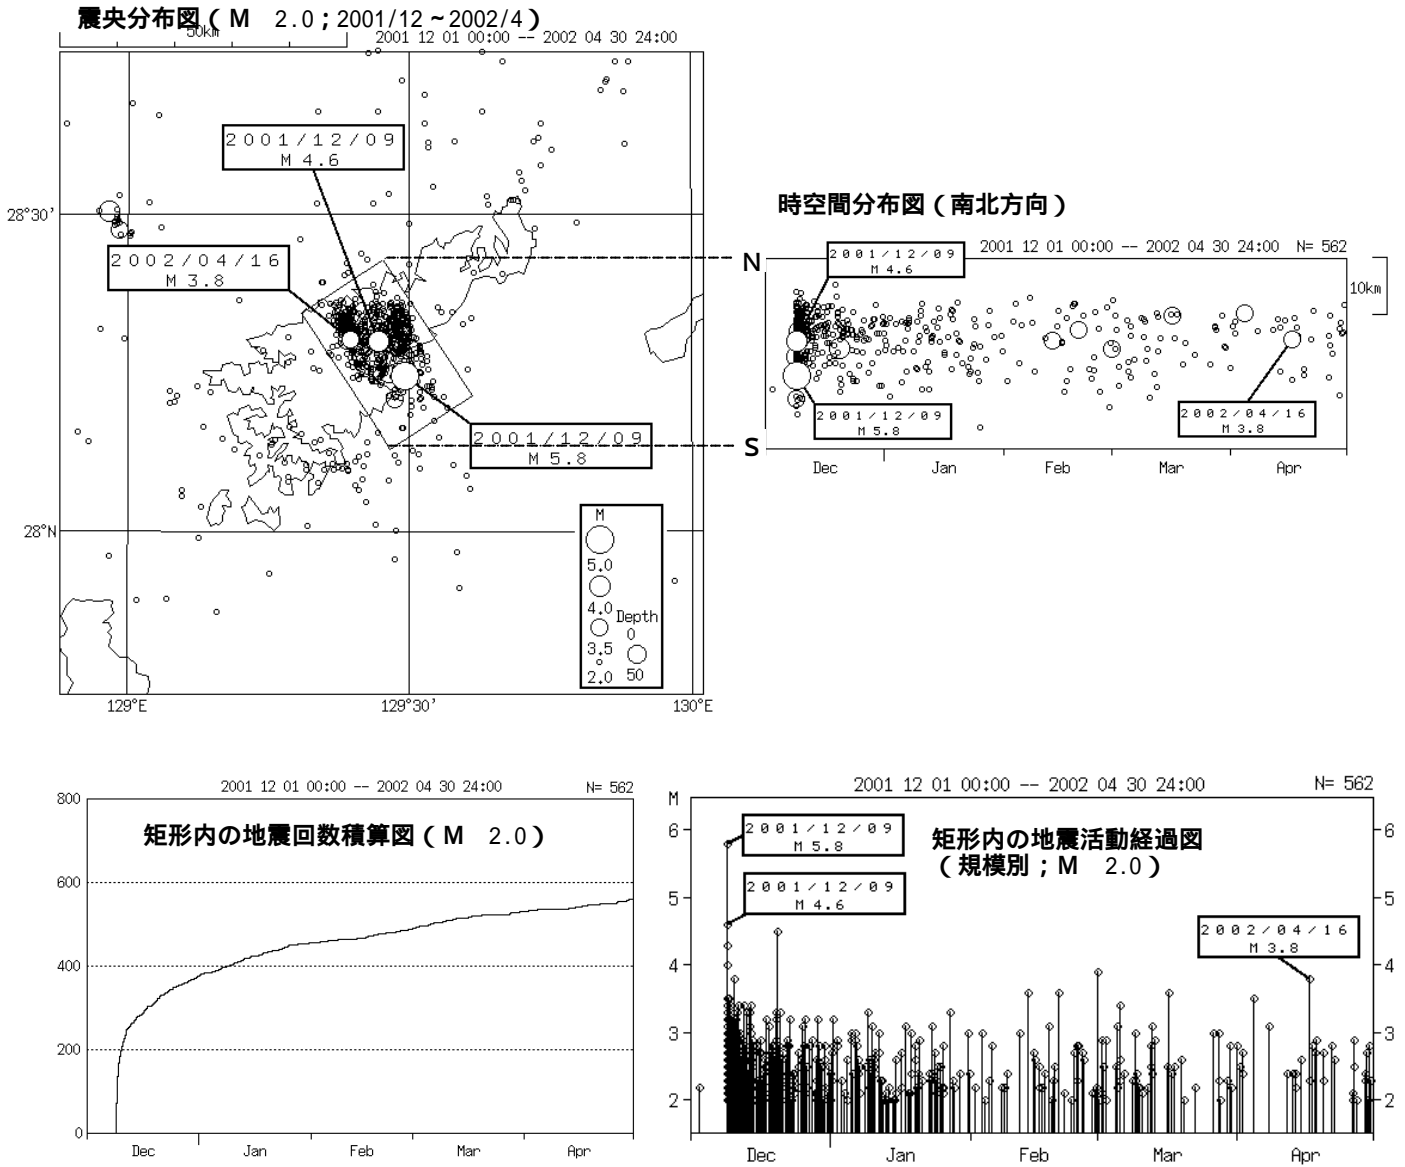 震央分布図（M　2.0；2001/12～2002/4）
50km
2001 12 01 00:00 -- 2002 04 30 24:00
2001/12/09
M 4.6
28°30'
2002/04/16
M 3.8
2001/12/09
M 5.8
28°N
M
5.0
4.0
3.5
2.0
Depth
0
50
129°E
129°30'
130°E
時空間分布図（南北方向）
2001 12 01 00:00 -- 2002 04 30 24:00 N= 562
2001/12/09
M 4.6
N
10km
2001/12/09
M 5.8
2002/04/16
M 3.8
S
Dec Jan Feb Mar Apr
2001 12 01 00:00 -- 2002 04 30 24:00 N= 562
矩形内の地震回数積算図（M　2.0）
800
600
400
200
0
Dec Jan Feb Mar Apr
2001 12 01 00:00 -- 2002 04 30 24:00 N= 562
M
矩形内の地震活動経過図
（規模別；M　2.0）
2001/12/09
M 5.8
2001/12/09
M 4.6
2002/04/16
M 3.8
6 6
5 5
4 4
3 3
2 2
Dec Jan Feb Mar Apr